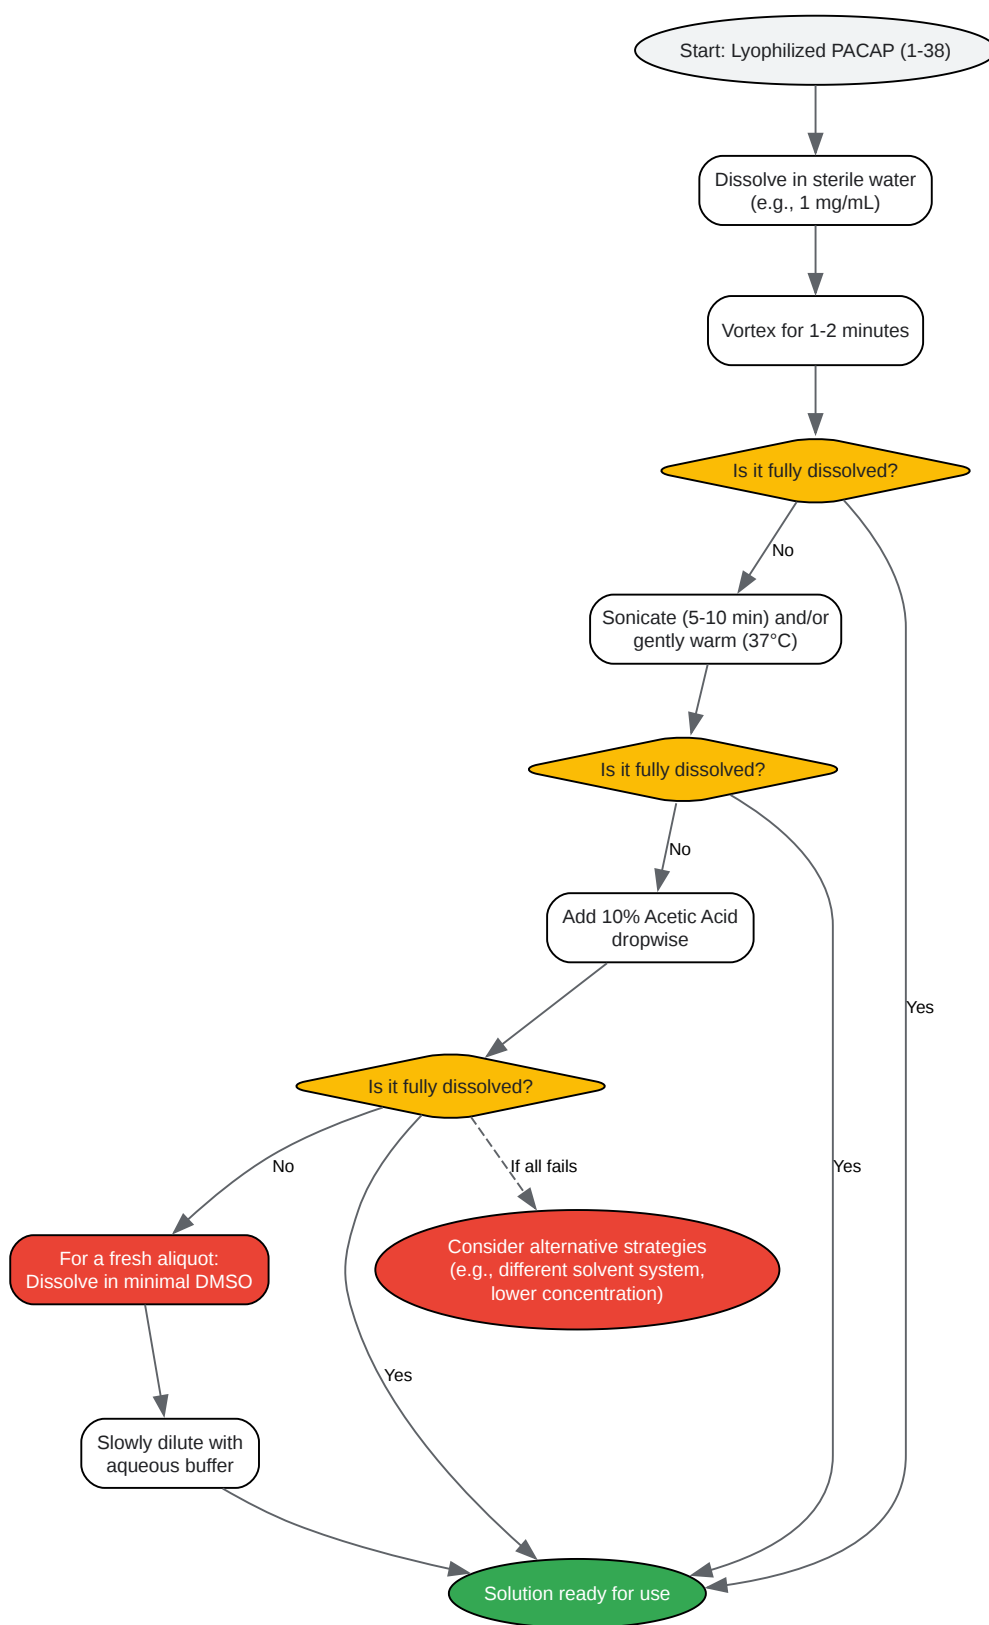 Start: Lyophilized PACAP (1-38)
Dissolve in sterile water
(e.g., 1 mg/mL)
Vortex for 1-2 minutes
Is it fully dissolved?
No
Sonicate (5-10 min) and/or
gently warm (37°C)
Is it fully dissolved?
No
Add 10% Acetic Acid
dropwise
Yes
Is it fully dissolved?
No
If all fails
Yes
For a fresh aliquot:
Dissolve in minimal DMSO
Consider alternative strategies
(e.g., different solvent system,
lower concentration)
Yes
Slowly dilute with
aqueous buffer
Solution ready for use